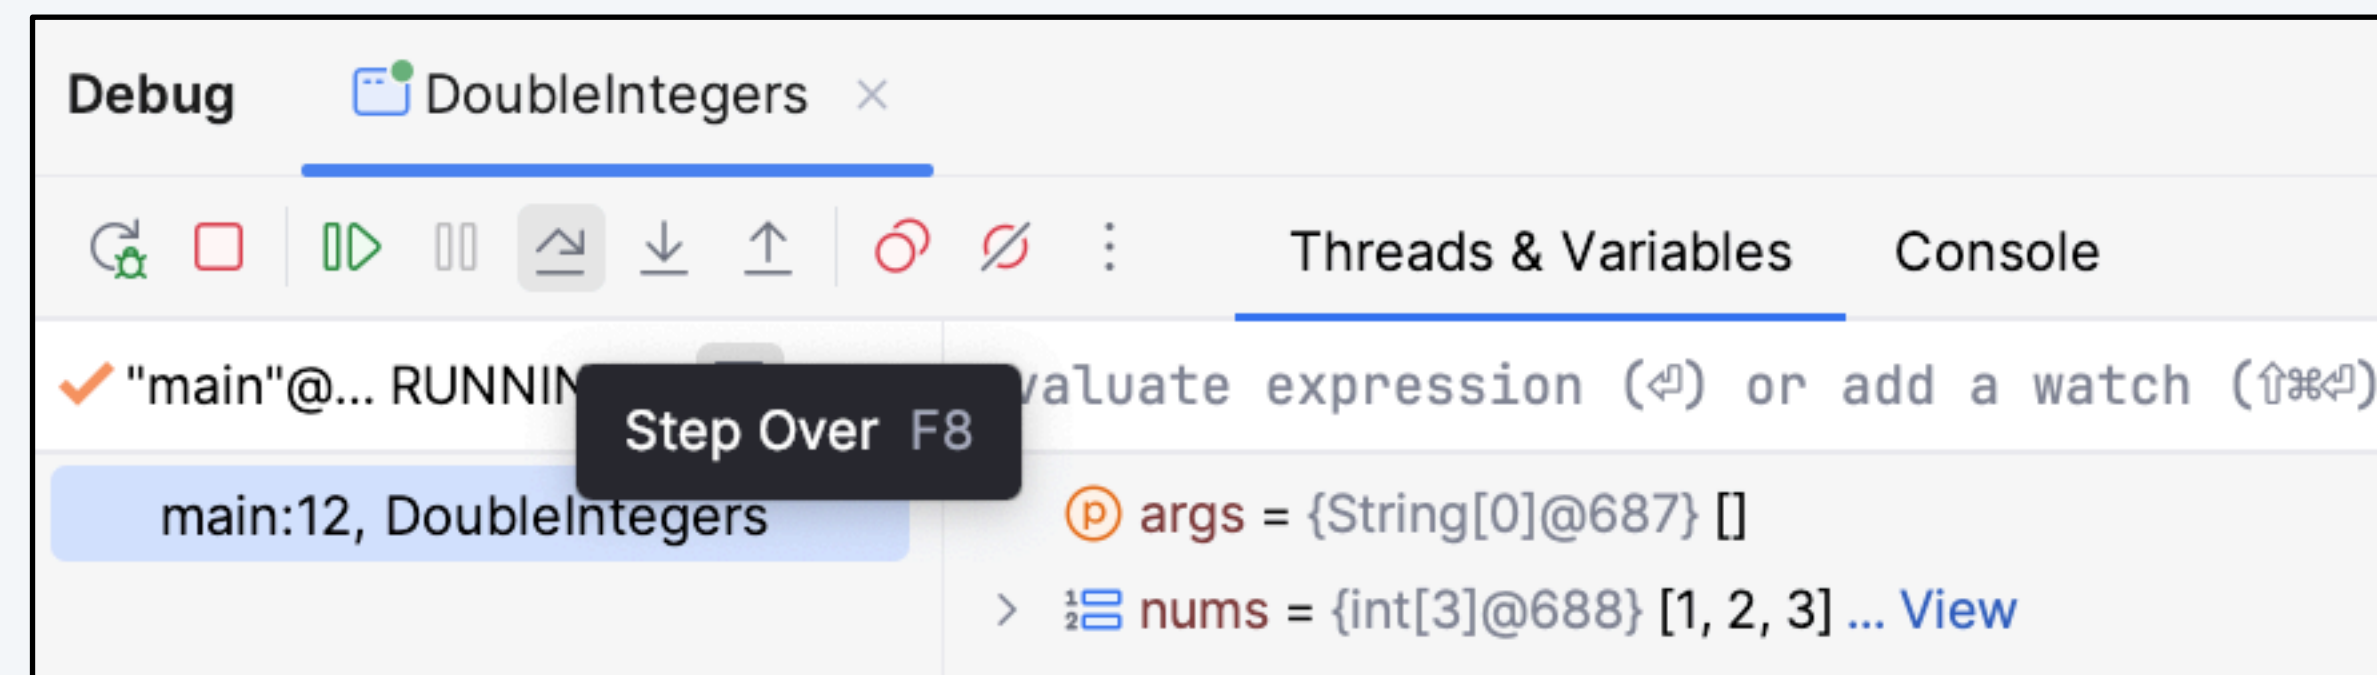 Debug DoubleIntegers
Threads & Variables Console
"main"@... RUNNIN
valuate expression (⏎) or add a watch (⇧⌘⏎)
Step Over F8
main:12, DoubleIntegers
args = {String[0]@687} []
nums = {int[3]@688} [1, 2, 3] ... View